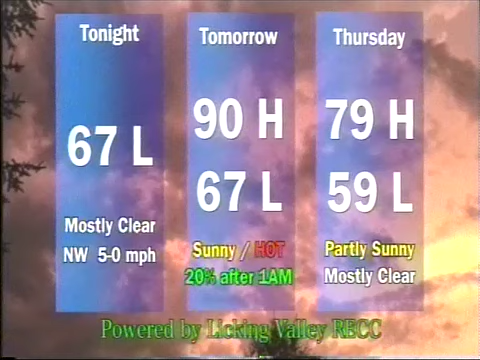 Tonight
67 L
Mostly Clear
NW 5-0 mph
Tomorrow
90 H
67 L
Sunny / HOT
20% after 1AM
Thursday
79 H
59 L
Partly Sunny
Mostly Clear
Powered by Licking Valley RECC